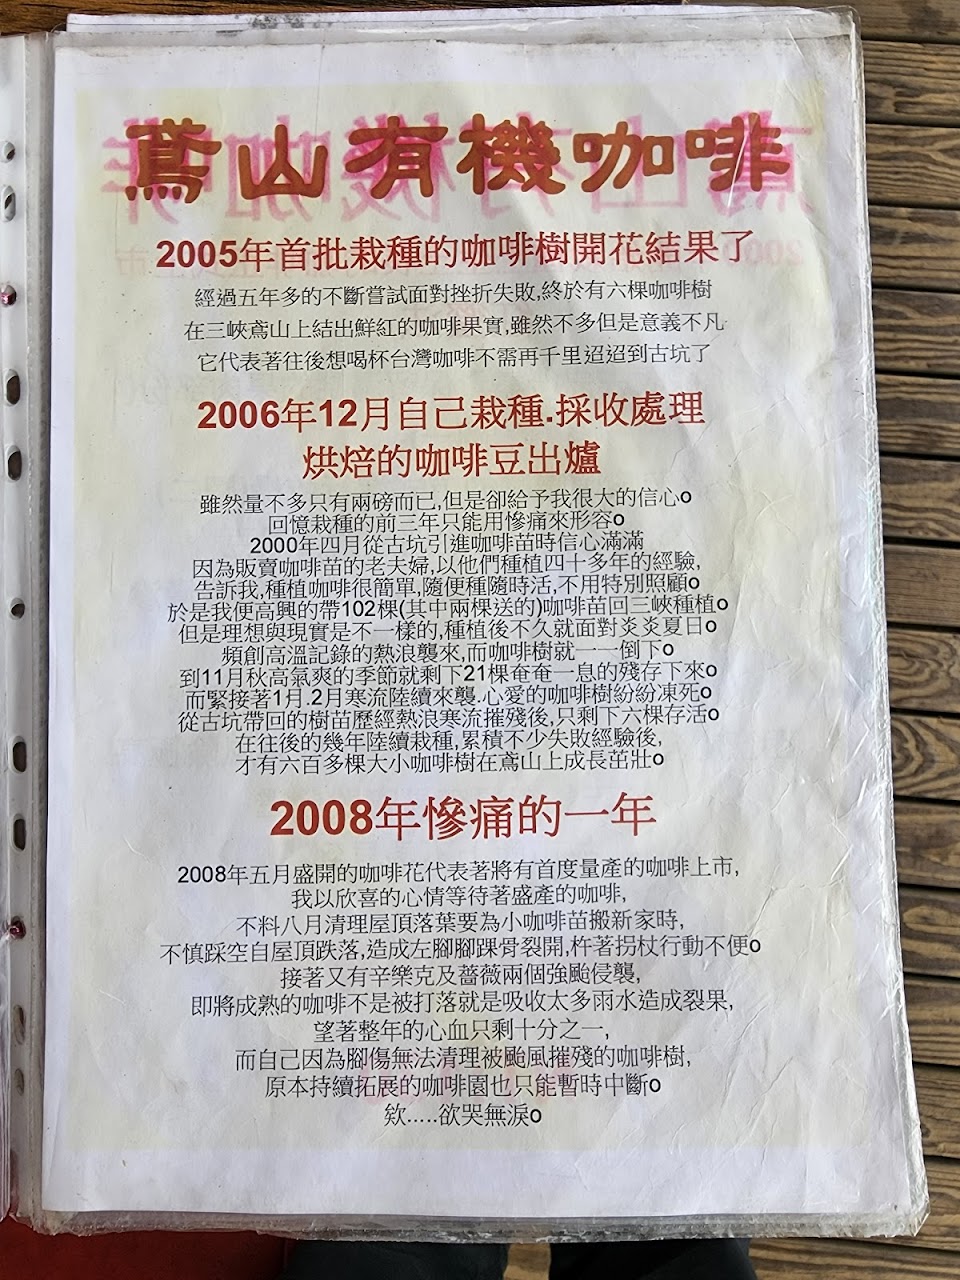 鳶山有機咖啡
2005年首批栽種的咖啡樹開花結果了
經過五年多的不斷嘗試面對挫折失敗,終於有六棵咖啡樹
在三峽鳶山上結出鮮紅的咖啡果實,雖然不多但是意義不凡
它代表著往後想喝杯台灣咖啡不需再千里迢迢到古坑了
2006年12月自己栽種.採收處理
烘焙的咖啡豆出爐
雖然量不多只有兩磅而已,但是卻給予我很大的信心o
回憶栽種的前三年只能用慘痛來形容o
2000年四月從古坑引進咖啡苗時信心滿滿
因為販賣咖啡苗的老夫婦,以他們種植四十多年的經驗,
告訴我,種植咖啡很簡單,隨便種隨時活,不用特別照顧o
於是我便高興的帶102棵(其中兩棵送的)咖啡苗回三峽種植o
但是理想與現實是不一樣的,種植後不久就面對炎炎夏日o
頻創高溫記錄的熱浪襲來,而咖啡樹就一一倒下o
到11月秋高氣爽的季節就剩下21棵奄奄一息的殘存下來o
而緊接著1月.2月寒流陸續來襲.心愛的咖啡樹紛紛凍死o
從古坑帶回的樹苗歷經熱浪寒流摧殘後,只剩下六棵存活o
在往後的幾年陸續栽種,累積不少失敗經驗後,
才有六百多棵大小咖啡樹在鳶山上成長茁壯o
2008年慘痛的一年
2008年五月盛開的咖啡花代表著將有首度量產的咖啡上市,
我以欣喜的心情等待著盛產的咖啡,
不料八月清理屋頂落葉要為小咖啡苗搬新家時,
不慎踩空自屋頂跌落,造成左腳腳踝骨裂開,杵著拐杖行動不便o
接著又有辛樂克及薔薇兩個強颱侵襲,
即將成熟的咖啡不是被打落就是吸收太多雨水造成裂果,
望著整年的心血只剩十分之一,
而自己因為腳傷無法清理被颱風摧殘的咖啡樹,
原本持續拓展的咖啡園也只能暫時中斷o
欸.....欲哭無淚o